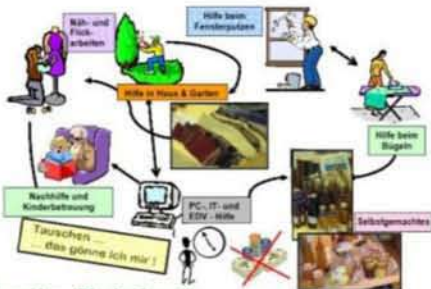 Näh- und
Flick-
arbeiten
Hilfe beim
Fensterputzen
Hilfe in Haus & Garten
Hilfe beim
Bügeln
Nachhilfe und
Kinderbetreuung
PC-, IT- und
EDV - Hilfe
Selbstgemachtes
Tauschen ...
... das gönne ich mir !